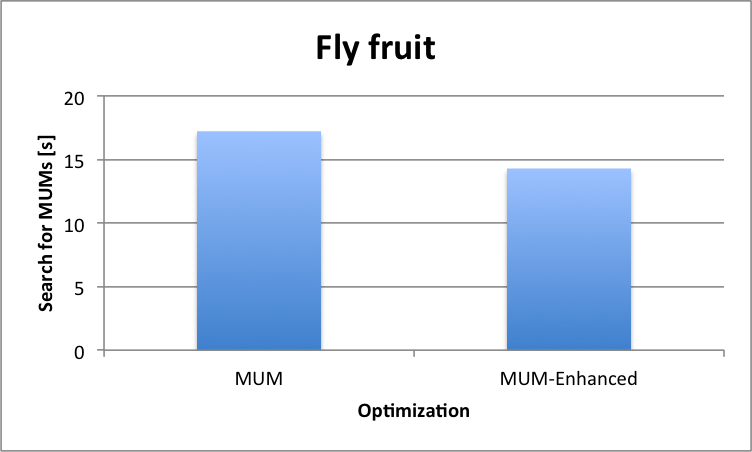 Fly fruit
Search for MUMs [s]
20
15
10
5
0
MUM
MUM-Enhanced
Optimization